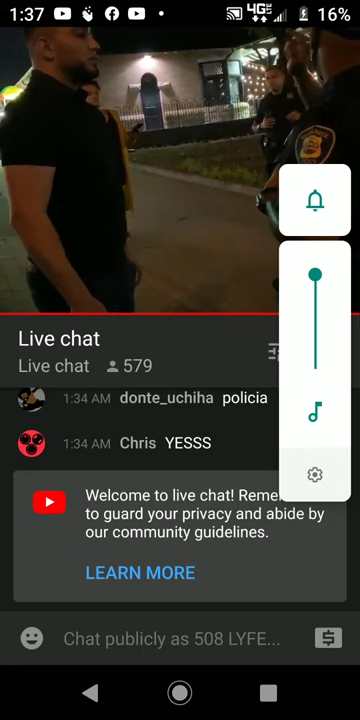 1:37
4G LTE
16%
Live chat
Live chat 579
1:34 AM donte_uchiha policia
1:34 AM Chris YESSS
Welcome to live chat!
to guard your privacy and abide by
our community guidelines.
LEARN MORE
Chat publicly as 508 LYFE...